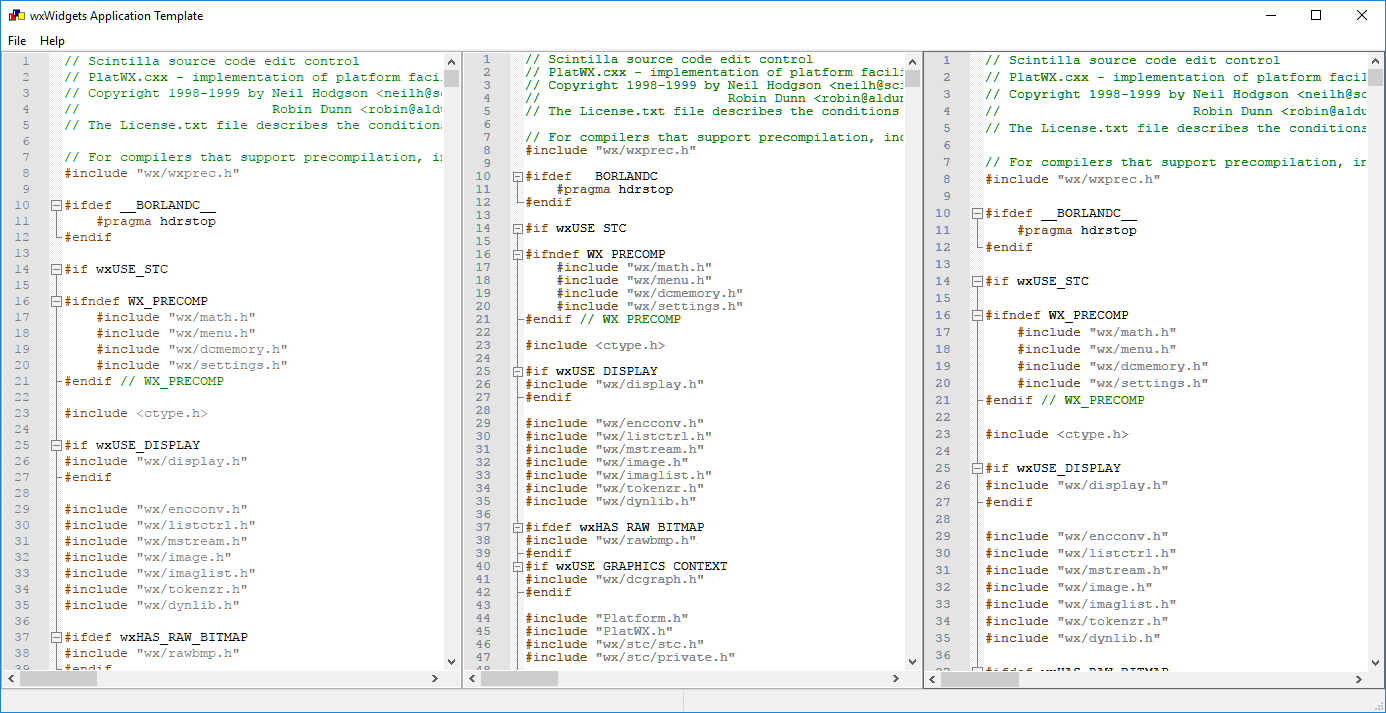 wxWidgets Application Template
File Help
1 // Scintilla source code edit control
2 // PlatWX.cxx - implementation of platform faci
3 // Copyright 1998-1999 by Neil Hodgson <neilh@s
4 // Robin Dunn <robin@aldu
5 // The License.txt file describes the condition
6
7 // For compilers that support precompilation, i
8 #include "wx/wxprec.h"
9
10 #ifdef __BORLANDC__
11 #pragma hdrstop
12 #endif
13
14 #if wxUSE_STC
15
16 #ifndef WX_PRECOMP
17 #include "wx/math.h"
18 #include "wx/menu.h"
19 #include "wx/dcmemory.h"
20 #include "wx/settings.h"
21 #endif // WX_PRECOMP
22
23 #include <ctype.h>
24
25 #if wxUSE_DISPLAY
26 #include "wx/display.h"
27 #endif
28
29 #include "wx/encconv.h"
30 #include "wx/listctrl.h"
31 #include "wx/mstream.h"
32 #include "wx/image.h"
33 #include "wx/imaglist.h"
34 #include "wx/tokenzr.h"
35 #include "wx/dynlib.h"
36
37 #ifdef wxHAS_RAW_BITMAP
38 #include "wx/rawbmp.h"
39 #endif
1 // Scintilla source code edit control
2 // PlatWX.cxx - implementation of platform facil
3 // Copyright 1998-1999 by Neil Hodgson <neilh@sc
4 // Robin Dunn <robin@aldu
5 // The License.txt file describes the conditions
6
7 // For compilers that support precompilation, inc
8 #include "wx/wxprec.h"
9
10 #ifdef BORLANDC
11 #pragma hdrstop
12 #endif
13
14 #if wxUSE STC
15
16 #ifndef WX PRECOMP
17 #include "wx/math.h"
18 #include "wx/menu.h"
19 #include "wx/dcmemory.h"
20 #include "wx/settings.h"
21 #endif // WX PRECOMP
22
23 #include <ctype.h>
24
25 #if wxUSE DISPLAY
26 #include "wx/display.h"
27 #endif
28
29 #include "wx/encconv.h"
30 #include "wx/listctrl.h"
31 #include "wx/mstream.h"
32 #include "wx/image.h"
33 #include "wx/imaglist.h"
34 #include "wx/tokenzr.h"
35 #include "wx/dynlib.h"
36
37 #ifdef wxHAS RAW BITMAP
38 #include "wx/rawbmp.h"
39 #endif
40 #if wxUSE GRAPHICS CONTEXT
41 #include "wx/dcgraph.h"
42 #endif
43
44 #include "Platform.h"
45 #include "PlatWX.h"
46 #include "wx/stc/stc.h"
47 #include "wx/stc/private.h"
48
1 // Scintilla source code edit control
2 // PlatWX.cxx - implementation of platform facil
3 // Copyright 1998-1999 by Neil Hodgson <neilh@sc
4 // Robin Dunn <robin@aldu
5 // The License.txt file describes the conditions
6
7 // For compilers that support precompilation, in
8 #include "wx/wxprec.h"
9
10 #ifdef __BORLANDC__
11 #pragma hdrstop
12 #endif
13
14 #if wxUSE_STC
15
16 #ifndef WX_PRECOMP
17 #include "wx/math.h"
18 #include "wx/menu.h"
19 #include "wx/dcmemory.h"
20 #include "wx/settings.h"
21 #endif // WX_PRECOMP
22
23 #include <ctype.h>
24
25 #if wxUSE_DISPLAY
26 #include "wx/display.h"
27 #endif
28
29 #include "wx/encconv.h"
30 #include "wx/listctrl.h"
31 #include "wx/mstream.h"
32 #include "wx/image.h"
33 #include "wx/imaglist.h"
34 #include "wx/tokenzr.h"
35 #include "wx/dynlib.h"
36
37 #ifdef wxHAS RAW BITMAP